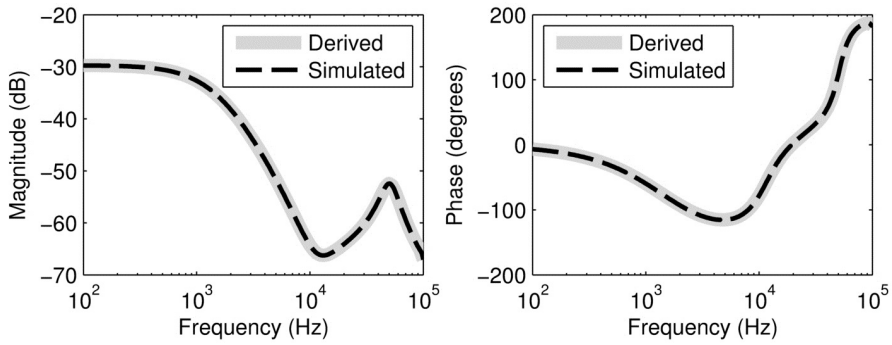 −20
−30
−40
−50
−60
−70
Magnitude (dB)
Derived
Simulated
10^2
10^3
10^4
10^5
Frequency (Hz)
200
100
0
−100
−200
Phase (degrees)
Derived
Simulated
10^2
10^3
10^4
10^5
Frequency (Hz)